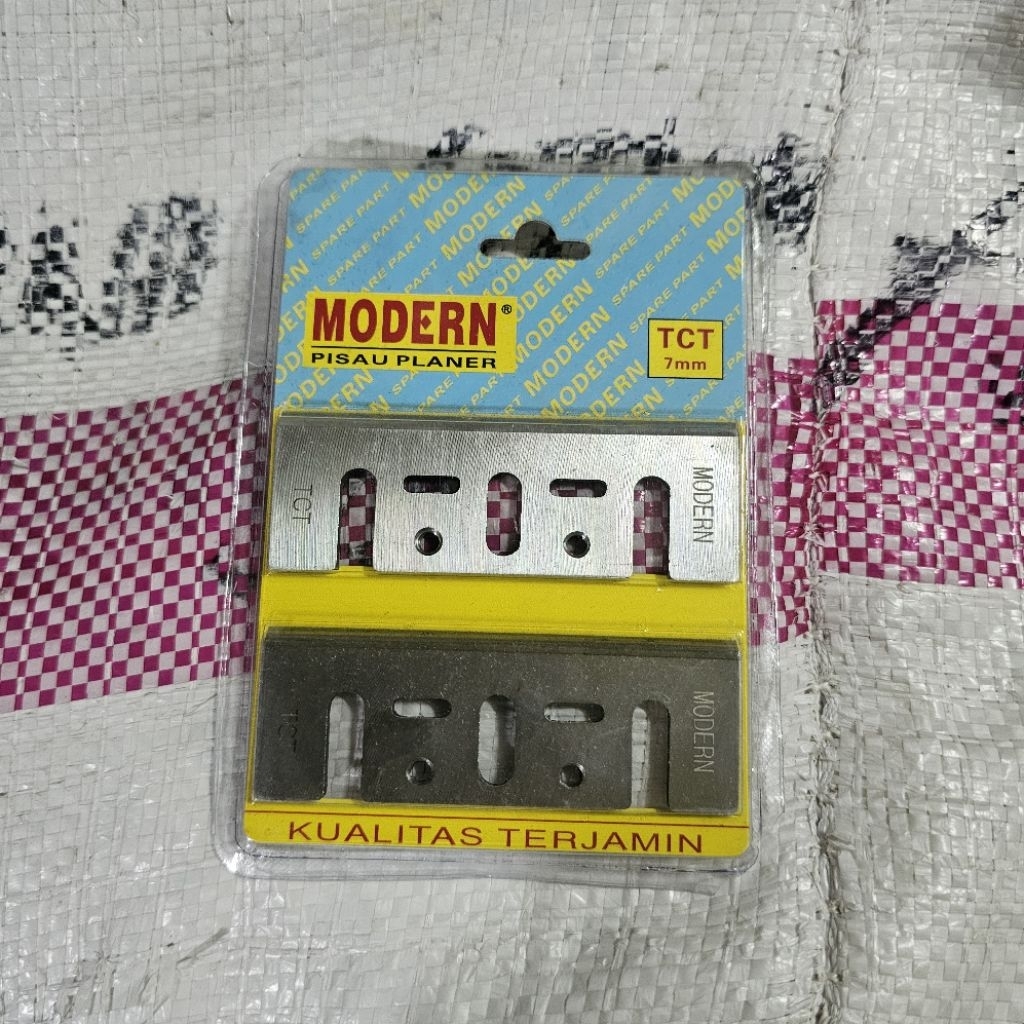 MODERN SPARE PART
MODERN®
PISAU PLANER
TCT
7mm
TCT
MODERN
TCT
MODERN
KUALITAS TERJAMIN